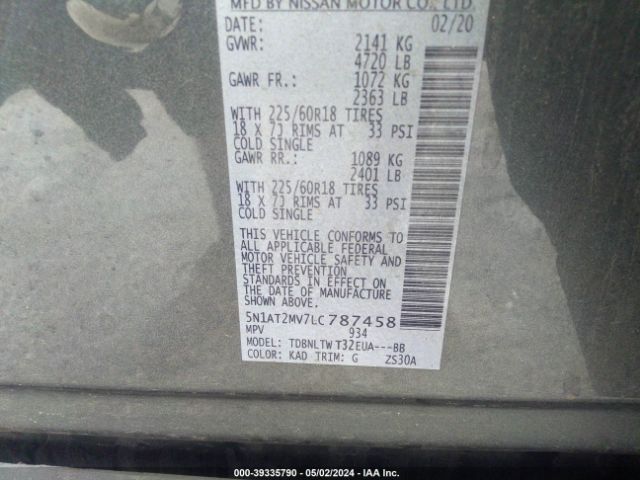 MFD BY NISSAN MOTOR CO., LTD.
DATE: 02/20
GVWR: 2141 KG
4720 LB
GAWR FR.: 1072 KG
2363 LB
WITH 225/60R18 TIRES
18 X 7J RIMS AT 33 PSI
COLD SINGLE
GAWR RR.: 1089 KG
2401 LB
WITH 225/60R18 TIRES
18 X 7J RIMS AT 33 PSI
COLD SINGLE
THIS VEHICLE CONFORMS TO
ALL APPLICABLE FEDERAL
MOTOR VEHICLE SAFETY AND
THEFT PREVENTION
STANDARDS IN EFFECT ON
THE DATE OF MANUFACTURE
SHOWN ABOVE.
5N1AT2MV7LC787458
MPV 934
MODEL: TDBNLTW T32EUA---BB
COLOR: KAD TRIM: G ZS30A
000-39335790 - 05/02/2024 - IAA Inc.